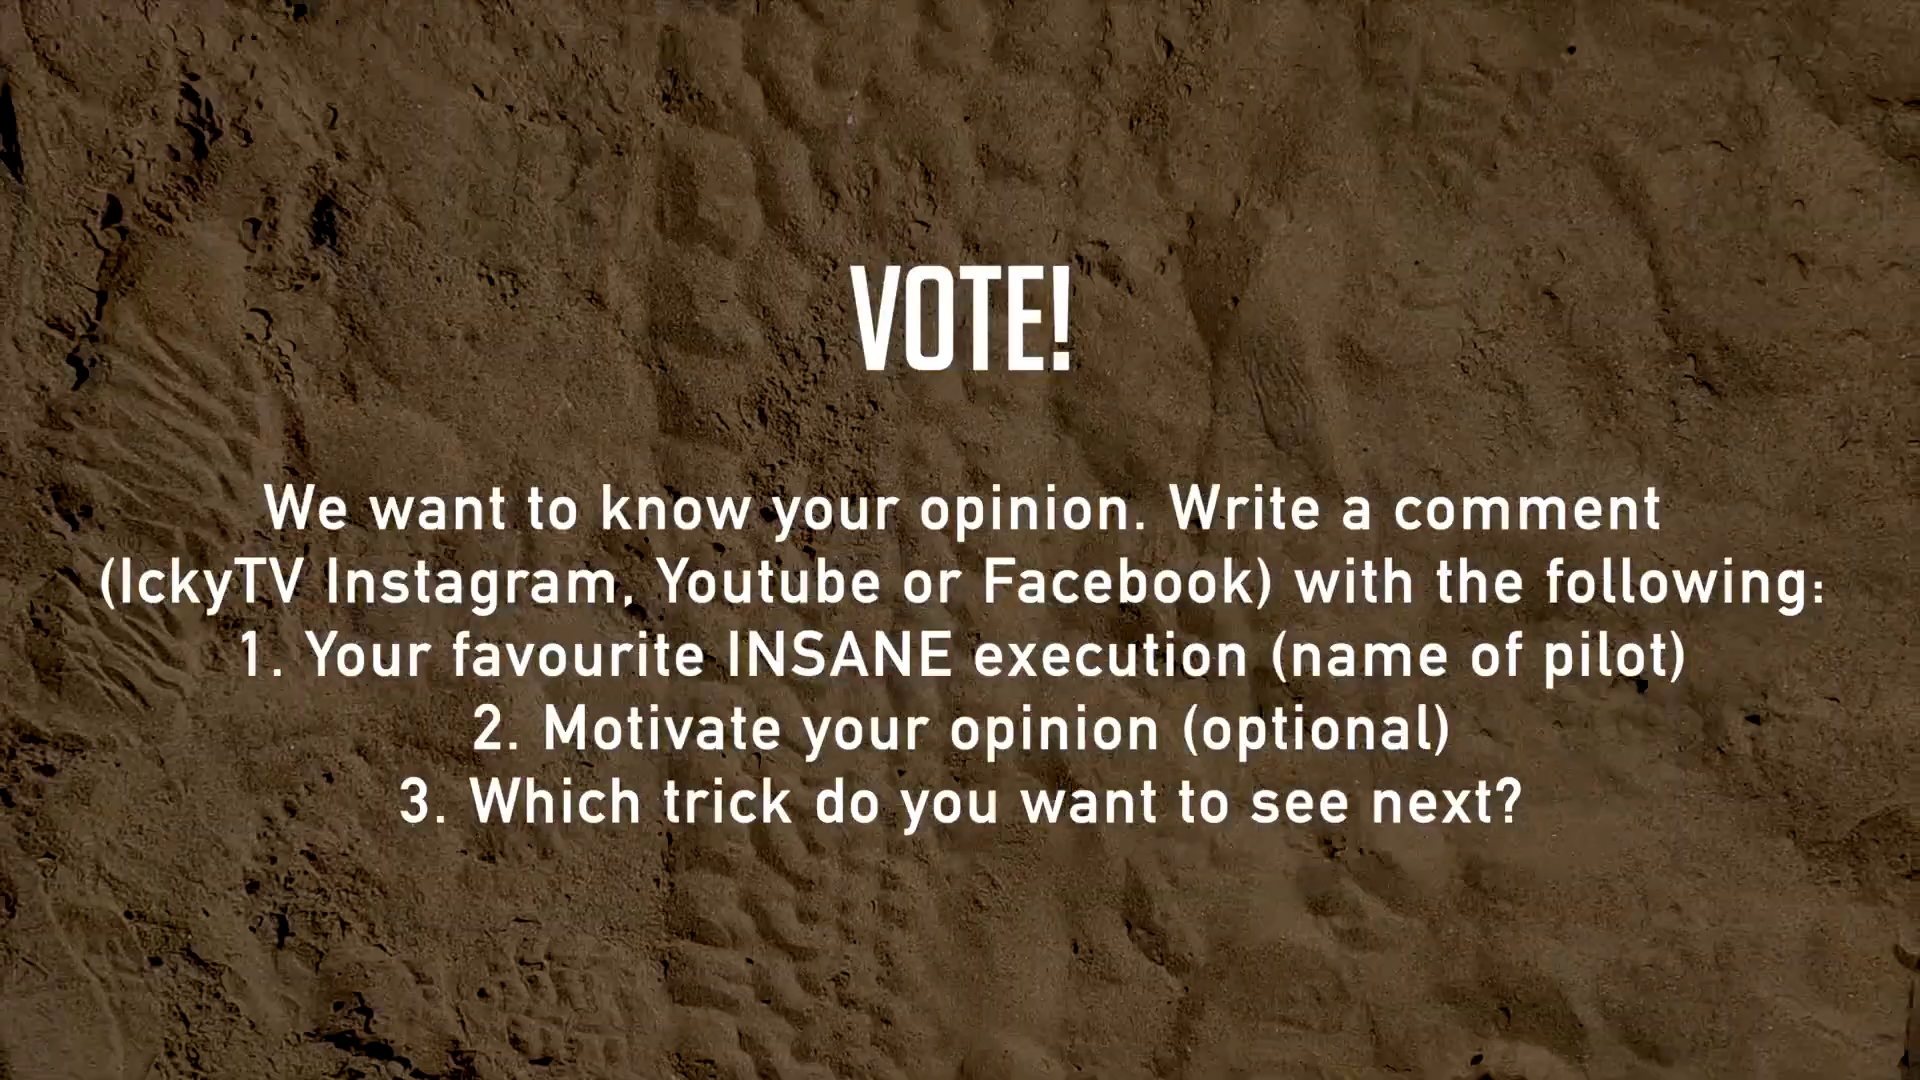 VOTE!
We want to know your opinion. Write a comment
(IckyTV Instagram, Youtube or Facebook) with the following:
1. Your favourite INSANE execution (name of pilot)
2. Motivate your opinion (optional)
3. Which trick do you want to see next?